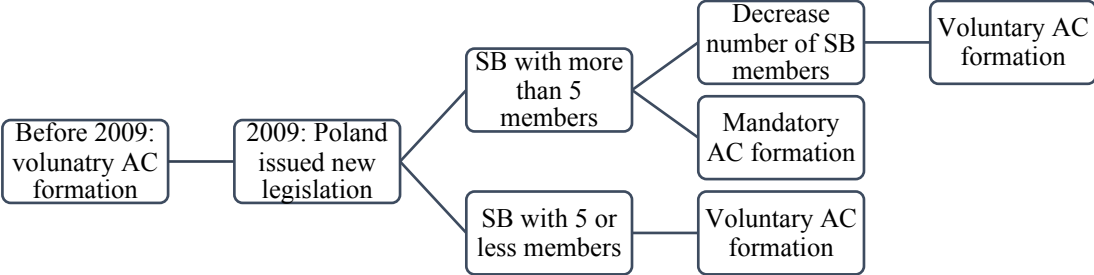 Before 2009:
volunatry AC
formation
2009: Poland
issued new
legislation
SB with more
than 5
members
Decrease
number of SB
members
Voluntary AC
formation
Mandatory
AC formation
SB with 5 or
less members
Voluntary AC
formation